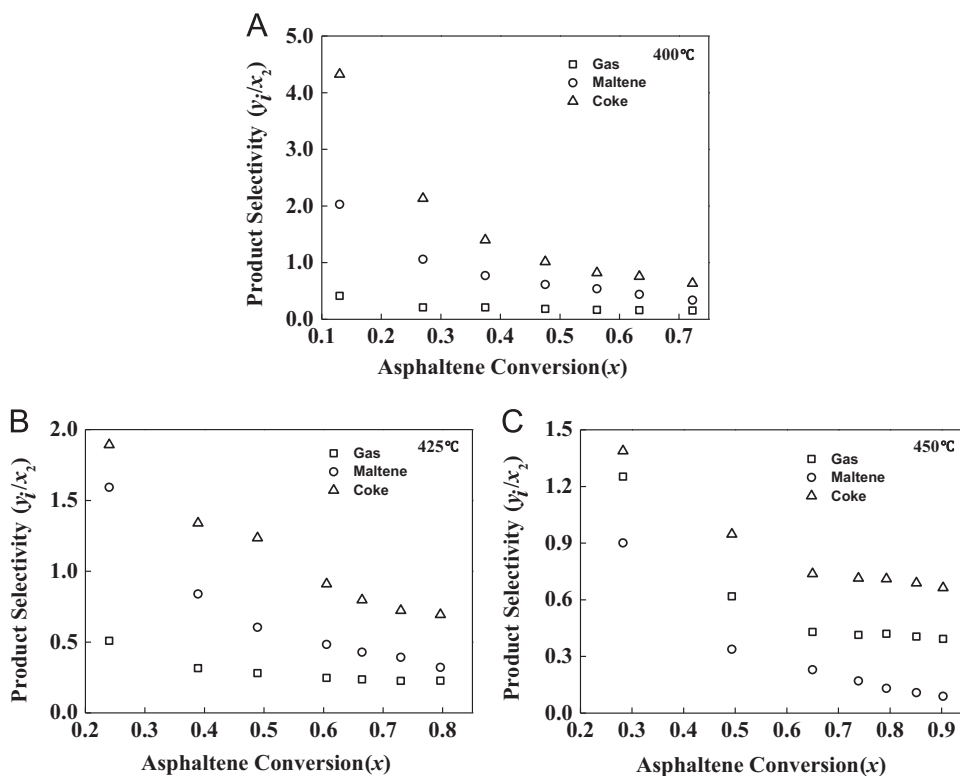 A
5.0
4.0
3.0
2.0
1.0
0.0
Product Selectivity (yi/x2)
400℃
Gas
Maltene
Coke
0.1 0.2 0.3 0.4 0.5 0.6 0.7
Asphaltene Conversion(x)
B
2.0
1.5
1.0
0.5
0.0
Product Selectivity (yi/x2)
425℃
Gas
Maltene
Coke
0.2 0.3 0.4 0.5 0.6 0.7 0.8 0.9
Asphaltene Conversion(x)
C
1.5
1.2
0.9
0.6
0.3
0.0
Product Selectivity (yi/x2)
450℃
Gas
Maltene
Coke
0.2 0.3 0.4 0.5 0.6 0.7 0.8 0.9
Asphaltene Conversion(x)